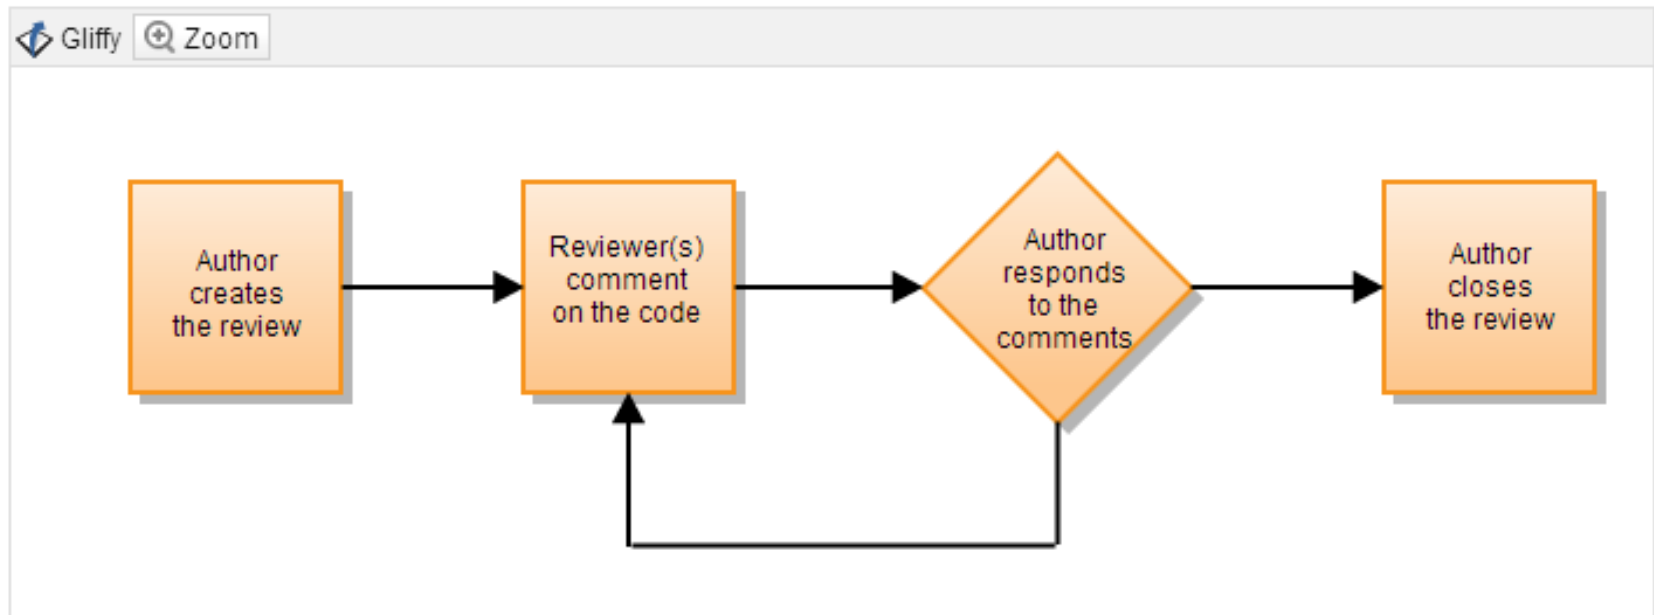 Gliffy Zoom
Author
creates
the review
Reviewer(s)
comment
on the code
Author
responds
to the
comments
Author
closes
the review